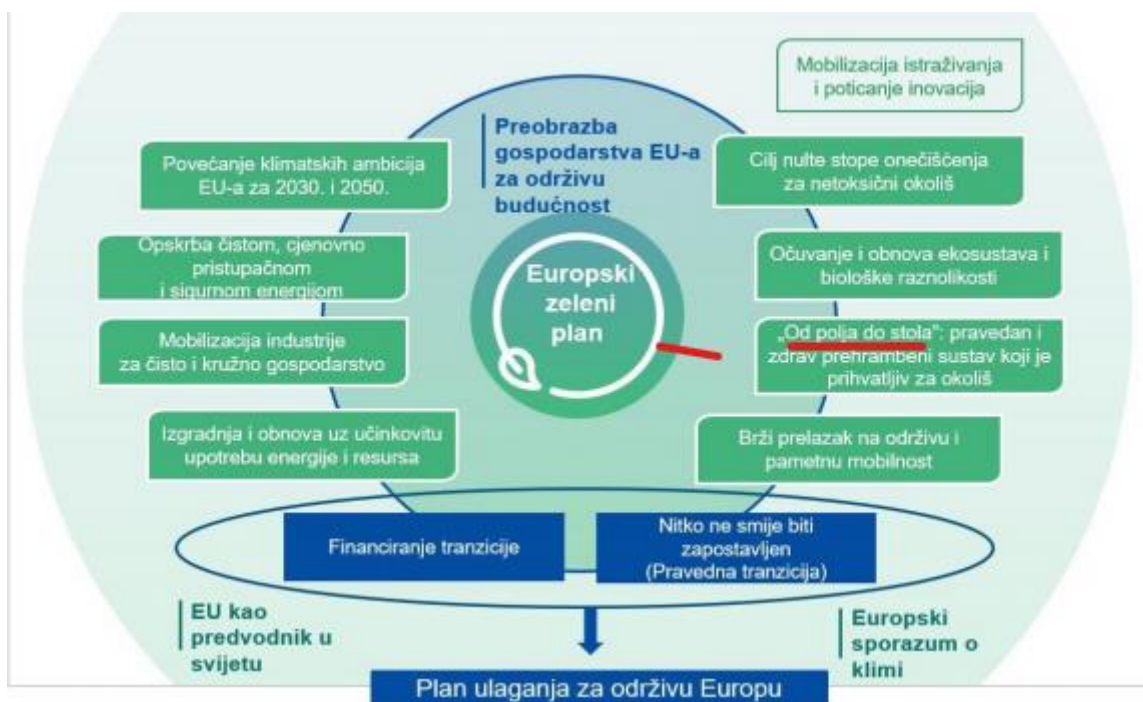 Mobilizacija istraživanja
i poticanje inovacija
Preobrazba
gospodarstva EU-a
za održivu
budućnost
Povećanje klimatskih ambicija
EU-a za 2030. i 2050.
Cilj nulte stope onečišćenja
za netoksični okoliš
Opskrba čistom, cjenovno
pristupačnom
i sigurnom energijom
Europski
zeleni
plan
Očuvanje i obnova ekosustava i
biološke raznolikosti
Mobilizacija industrije
za čisto i kružno gospodarstvo
„Od polja do stola”: pravedan i
zdrav prehrambeni sustav koji je
prihvatljiv za okoliš
Izgradnja i obnova uz učinkovitu
upotrebu energije i resursa
Brži prelazak na održivu i
pametnu mobilnost
Financiranje tranzicije
Nitko ne smije biti
zapostavljen
(Pravedna tranzicija)
EU kao
predvodnik u
svijetu
Europski
sporazum o
klimi
Plan ulaganja za održivu Europu